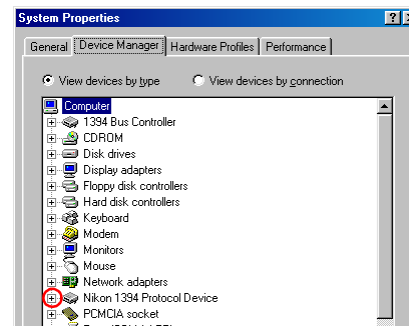 System Properties
General Device Manager Hardware Profiles Performance
View devices by type View devices by connection
Computer
1394 Bus Controller
CDROM
Disk drives
Display adapters
Floppy disk controllers
Hard disk controllers
Keyboard
Modem
Monitors
Mouse
Network adapters
Nikon 1394 Protocol Device
PCMCIA socket